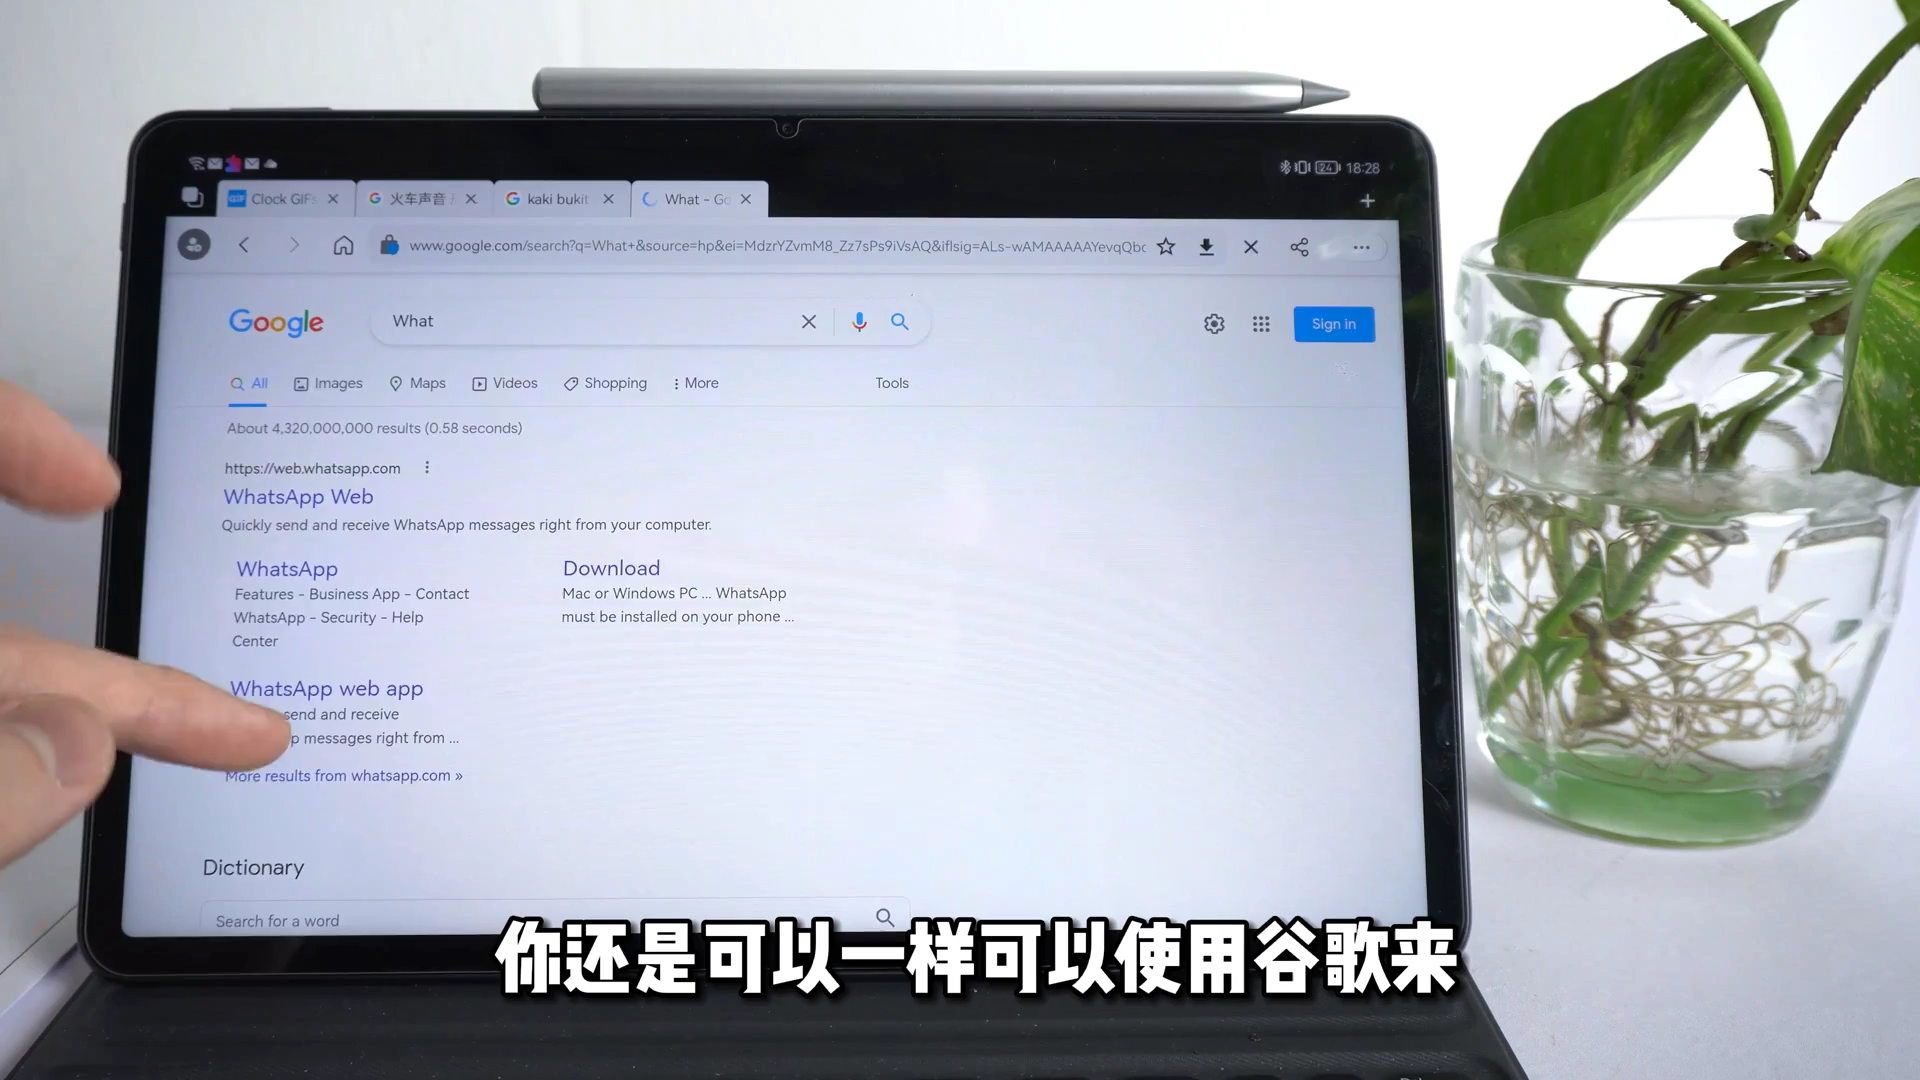 24 18:28
GIF Clock GIFs
火车声音
kaki bukit
What - Go
www.google.com/search?q=What+&source=hp&ei=MdzrYZvmM8_Zz7sPs9iVsAQ&iflsig=ALs-wAMAAAAAYevqQbc
Google
What
Sign in
All Images Maps Videos Shopping More Tools
About 4,320,000,000 results (0.58 seconds)
https://web.whatsapp.com
WhatsApp Web
Quickly send and receive WhatsApp messages right from your computer.
WhatsApp
Features - Business App - Contact
WhatsApp - Security - Help
Center
Download
Mac or Windows PC ... WhatsApp
must be installed on your phone ...
WhatsApp web app
send and receive
p messages right from ...
More results from whatsapp.com »
Dictionary
Search for a word
你还是可以一样可以使用谷歌来